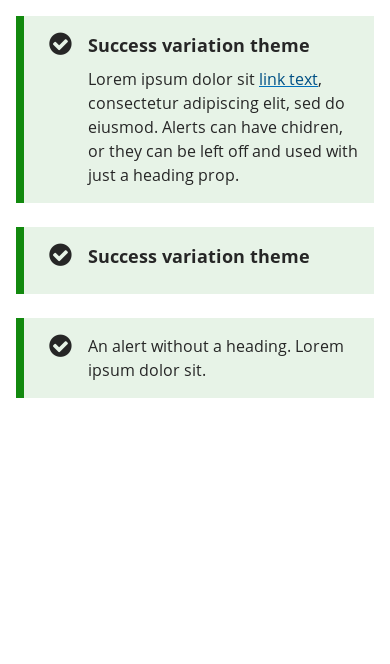 Success variation theme
Lorem ipsum dolor sit link text,
consectetur adipiscing elit, sed do
eiusmod. Alerts can have chidren,
or they can be left off and used with
just a heading prop.
Success variation theme
An alert without a heading. Lorem
ipsum dolor sit.